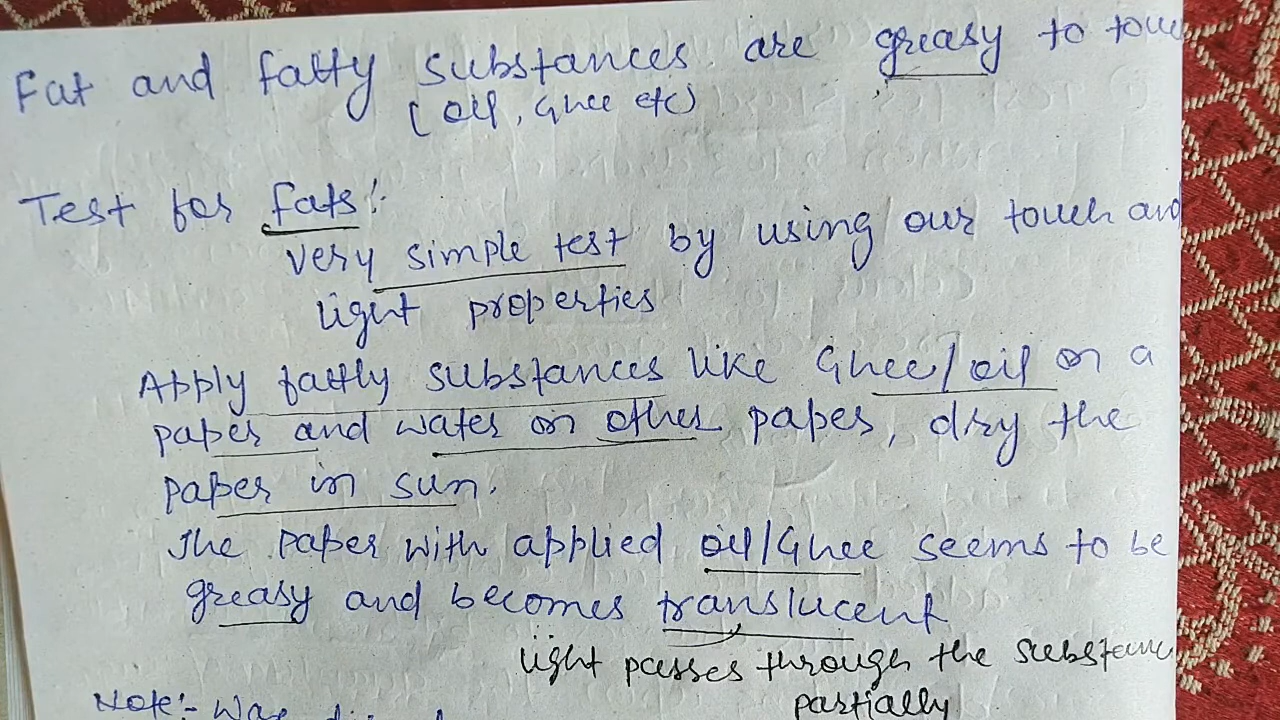 Fat and fatty substances are greasy to touc
(oil, Ghee etc)
Test for fats:-
very simple test by using our touch and
light properties
Apply fattly substances like Ghee/oil on a
paper and water on other paper, dry the
paper in sun.
The paper with applied oil/Ghee seems to be
greasy and becomes translucent
light passes through the substanc
partially
Note:-